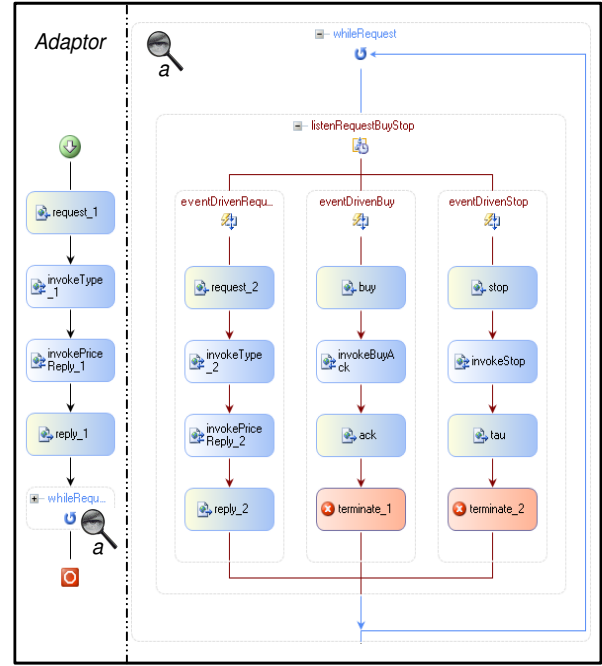 Adaptor
request_1
invokeType
_1
invokePrice
Reply_1
reply_1
whileRequ...
a
a
whileRequest
listenRequestBuyStop
eventDrivenRequ...
request_2
invokeType
_2
invokePrice
Reply_2
reply_2
eventDrivenBuy
buy
invokeBuyA
ck
ack
terminate_1
eventDrivenStop
stop
invokeStop
tau
terminate_2